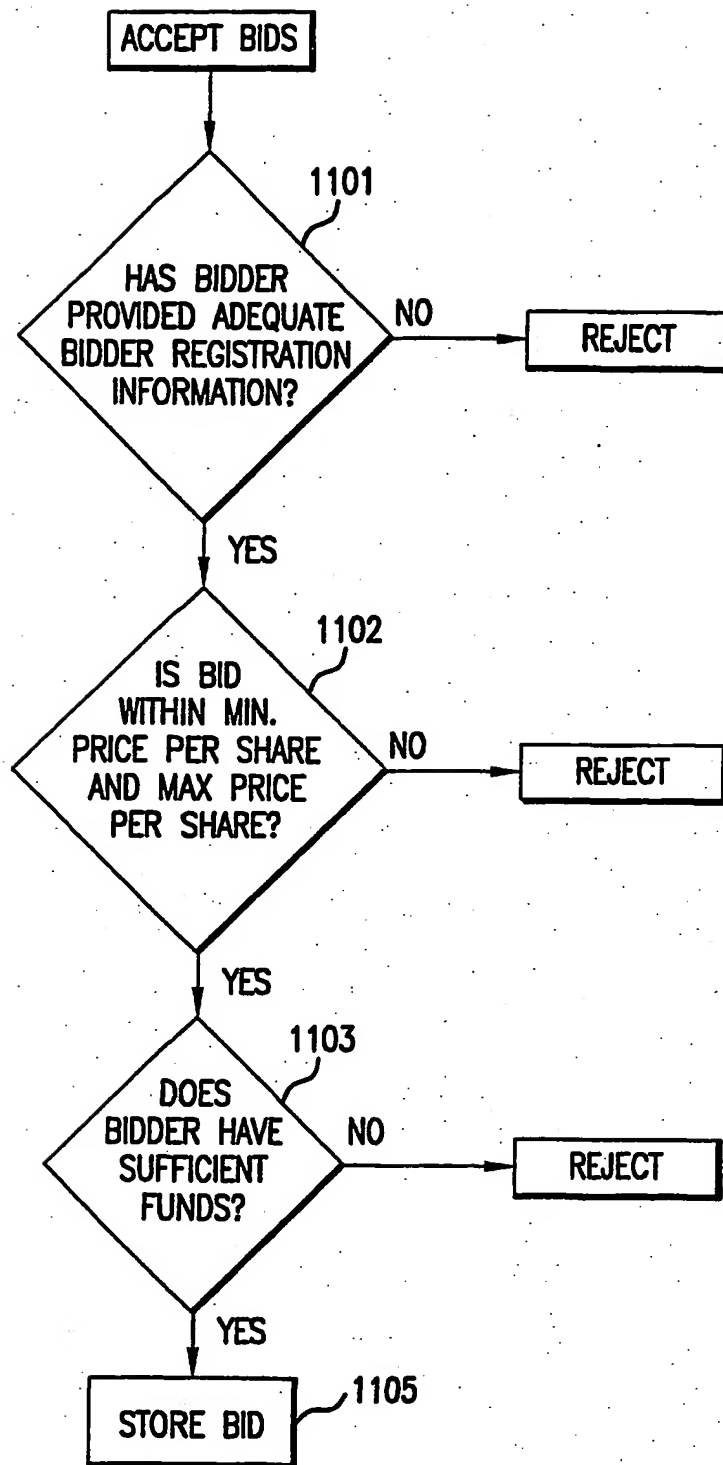 ACCEPT BIDS
1101
HAS BIDDER
PROVIDED ADEQUATE
BIDDER REGISTRATION
INFORMATION?
NO
REJECT
YES
1102
IS BID
WITHIN MIN.
PRICE PER SHARE
AND MAX PRICE
PER SHARE?
NO
REJECT
YES
1103
DOES
BIDDER HAVE
SUFFICIENT
FUNDS?
NO
REJECT
YES
STORE BID
1105